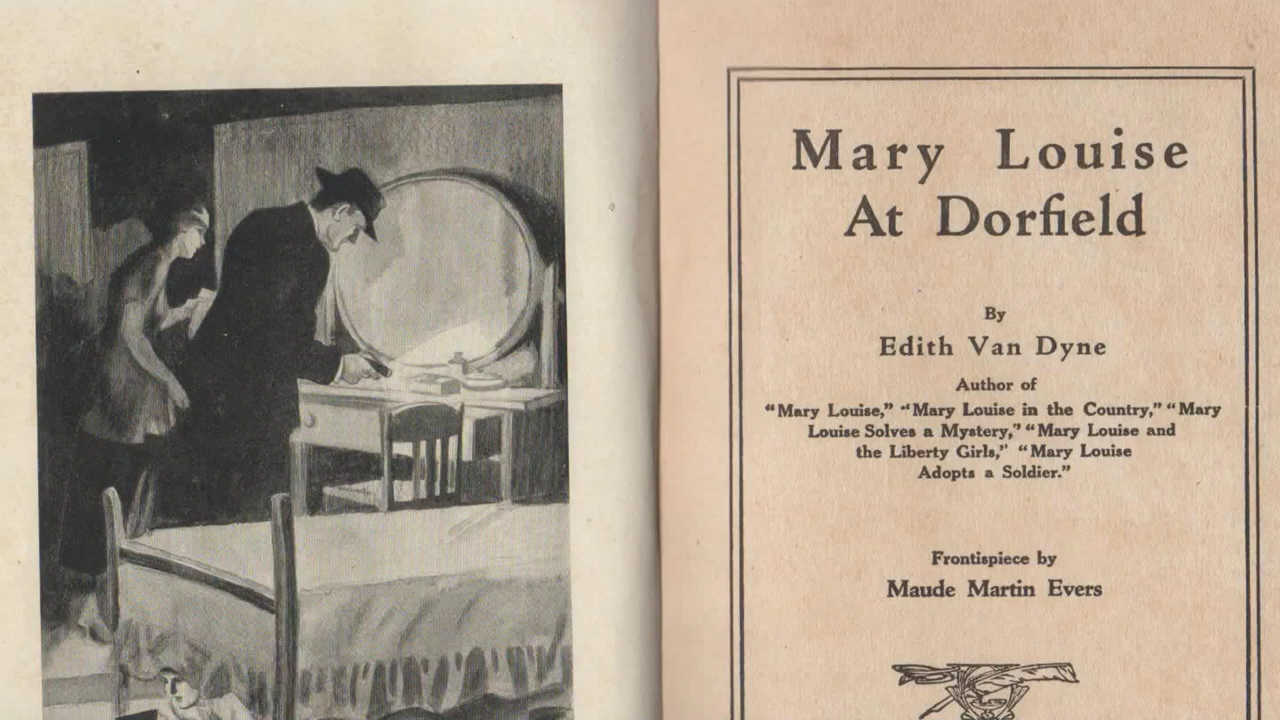 Mary Louise
At Dorfield
By
Edith Van Dyne
Author of
“Mary Louise,” “Mary Louise in the Country,” “Mary
Louise Solves a Mystery,” “Mary Louise and
the Liberty Girls,” “Mary Louise
Adopts a Soldier.”
Frontispiece by
Maude Martin Evers